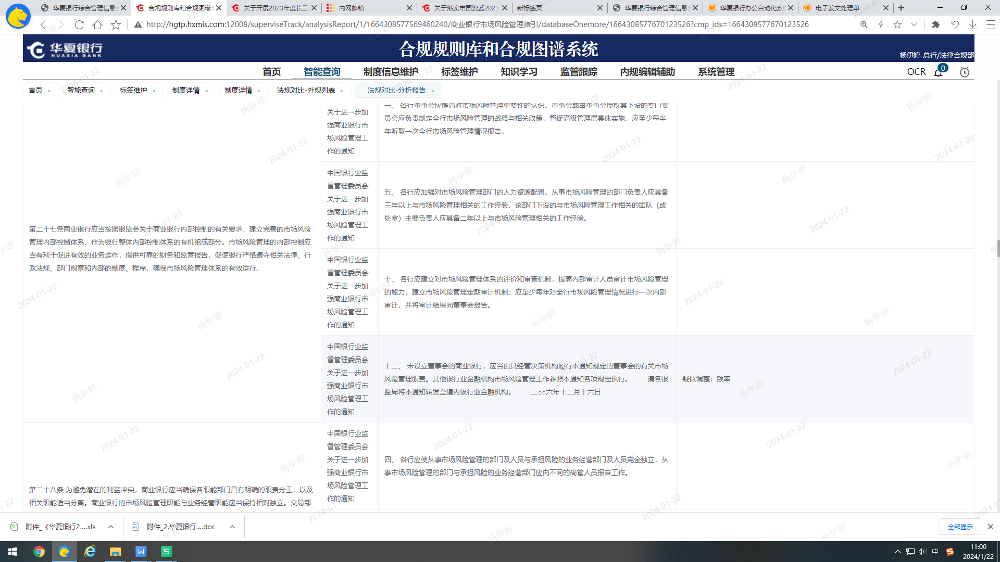 华夏银行综合管理信息系
合规规则库和合规图谱系
关于开展2023年度长三
内网邮箱
关于落实市国资委2023
新标签页
华夏银行综合管理信息系
华夏银行办公自动化系统
电子发文处理单
http://hgtp.hxmis.com:12008/superviseTrack/analysisReport/1/1664308577569460240/商业银行市场风险管理指引/databaseOnemore/1664308577670123526?cmp_ids=1664308577670123526
华夏银行
HUAXIA BANK
合规规则库和合规图谱系统
杨伊婷 总行/法律合规部
首页 智能查询 制度信息维护 标签维护 知识学习 监管跟踪 内规编辑辅助 系统管理
OCR 0
首页 × 智能查询 × 标签维护 × 制度详情 × 制度详情 × 法规对比-外规列表 × 法规对比-分析报告 ×
第二十七条商业银行应当按照银监会关于商业银行内部控制的有关要求，建立完善的市场风险
管理内部控制体系，作为银行整体内部控制体系的有机组成部分。市场风险管理的内部控制应
当有利于促进有效的业务运作，提供可靠的财务和监管报告，促使银行严格遵守相关法律、行
政法规、部门规章和内部的制度、程序，确保市场风险管理体系的有效运行。
关于进一步加
强商业银行市
场风险管理工
作的通知
一、 各行董事会应提高对市场风险管理重要性的认识。董事会或由董事会授权其下设的专门委
员会应负责制定全行市场风险管理的战略与相关政策，督促高级管理层具体实施，应至少每半
年听取一次全行市场风险管理情况报告。
中国银行业监
督管理委员会
关于进一步加
强商业银行市
场风险管理工
作的通知
五、 各行应加强对市场风险管理部门的人力资源配置。从事市场风险管理的部门负责人应具备
三年以上与市场风险管理相关的工作经验，该部门下设的与市场风险管理工作相关的团队（或
处室）主要负责人应具备二年以上与市场风险管理相关的工作经验。
中国银行业监
督管理委员会
关于进一步加
强商业银行市
场风险管理工
作的通知
十、 各行应建立对市场风险管理体系的评价和审查机制，提高内部审计人员审计市场风险管理
的能力，建立市场风险管理定期审计机制；应至少每年对全行市场风险管理情况进行一次内部
审计，并将审计结果向董事会报告。
中国银行业监
督管理委员会
关于进一步加
强商业银行市
场风险管理工
作的通知
十二、 未设立董事会的商业银行，应当由其经营决策机构履行本通知规定的董事会的有关市场
风险管理职责。其他银行业金融机构市场风险管理工作参照本通知各项规定执行。 请各银
监局将本通知转发至辖内银行业金融机构。 二○○六年十二月十六日
疑似调整：频率
第二十八条 为避免潜在的利益冲突，商业银行应当确保各职能部门具有明确的职责分工，以及
相关职能适当分离。商业银行的市场风险管理职能与业务经营职能应当保持相对独立。交易部
中国银行业监
督管理委员会
关于进一步加
强商业银行市
场风险管理工
作的通知
四、 各行应使从事市场风险管理的部门及人员与承担风险的业务经营部门及人员完全独立，从
事市场风险管理的部门与承担风险的业务经营部门应向不同的高管人员报告工作。
杨伊婷
2024-01-22
附件_《华夏银行2....xls
附件_2.华夏银行....doc
全部显示
中
11:00
2024/1/22